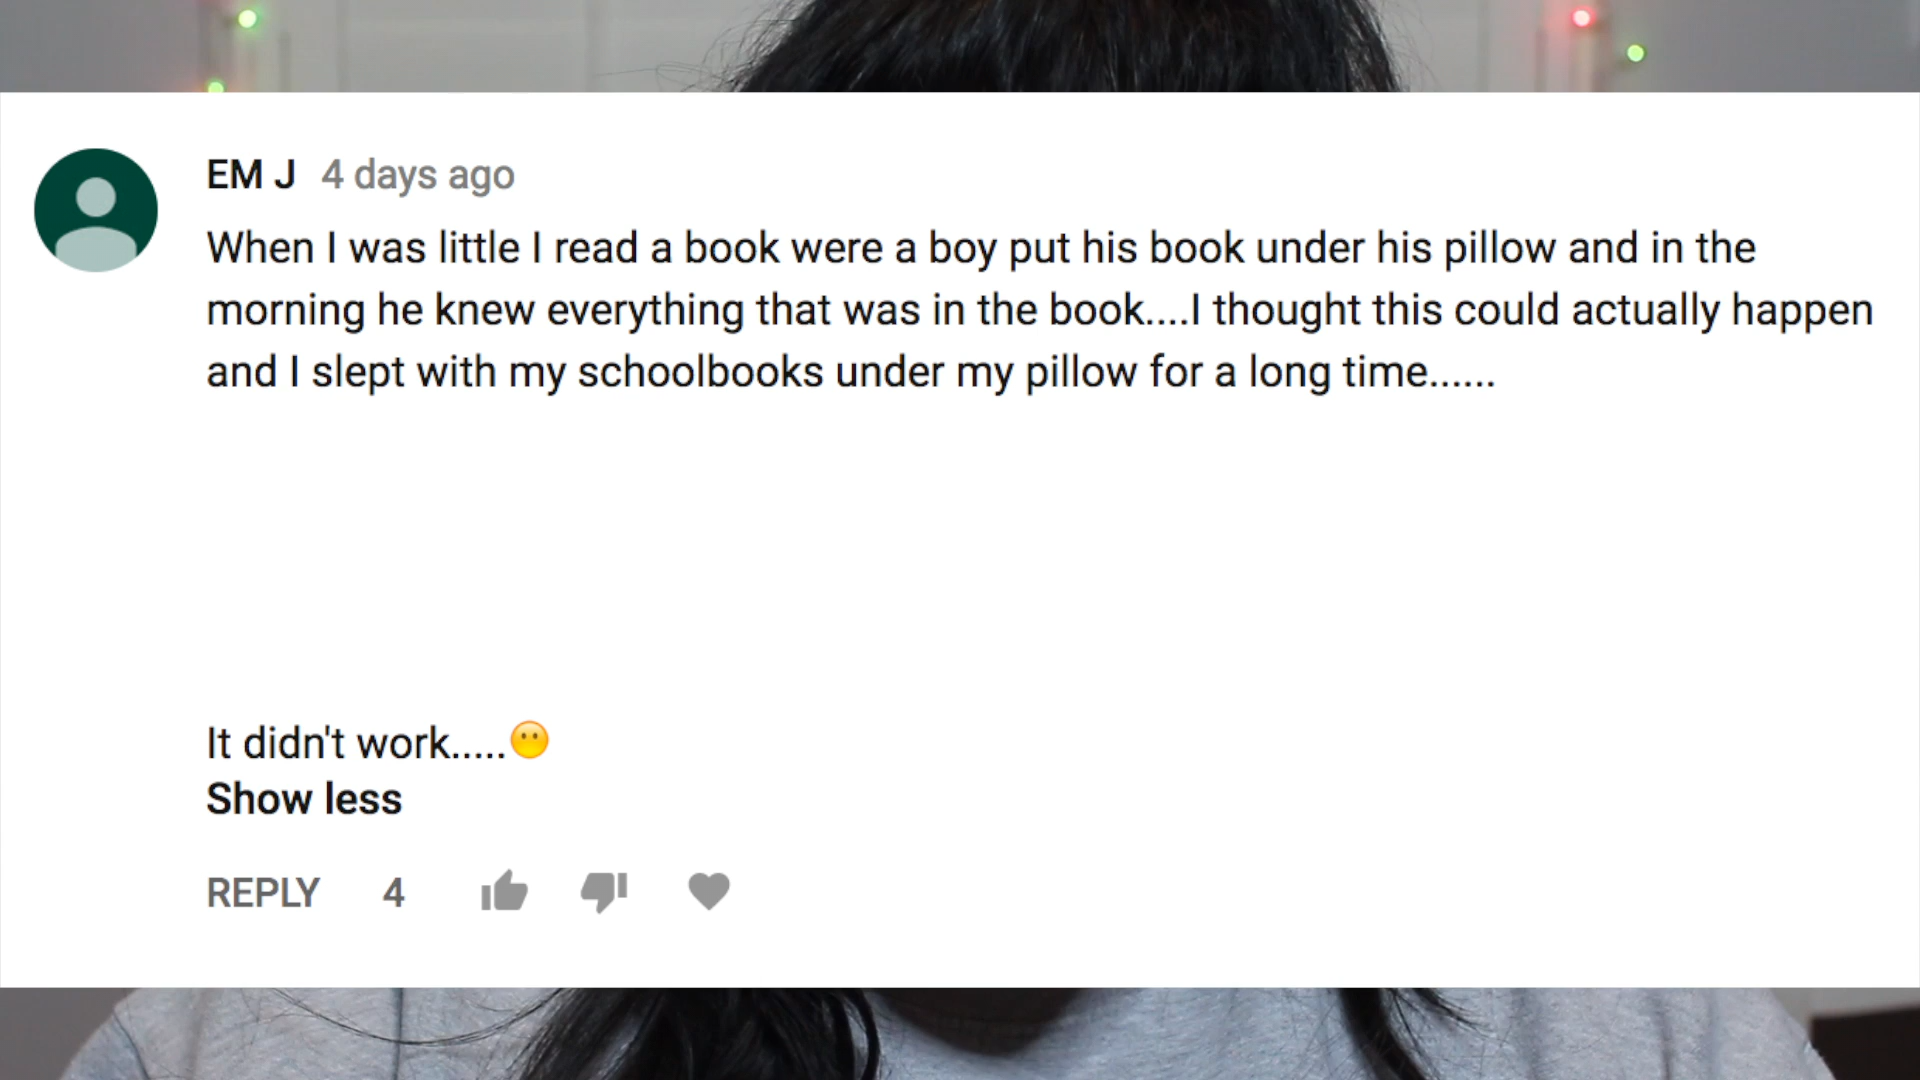 EM J 4 days ago
When I was little I read a book were a boy put his book under his pillow and in the
morning he knew everything that was in the book....I thought this could actually happen
and I slept with my schoolbooks under my pillow for a long time......
It didn't work.....😶
Show less
REPLY 4